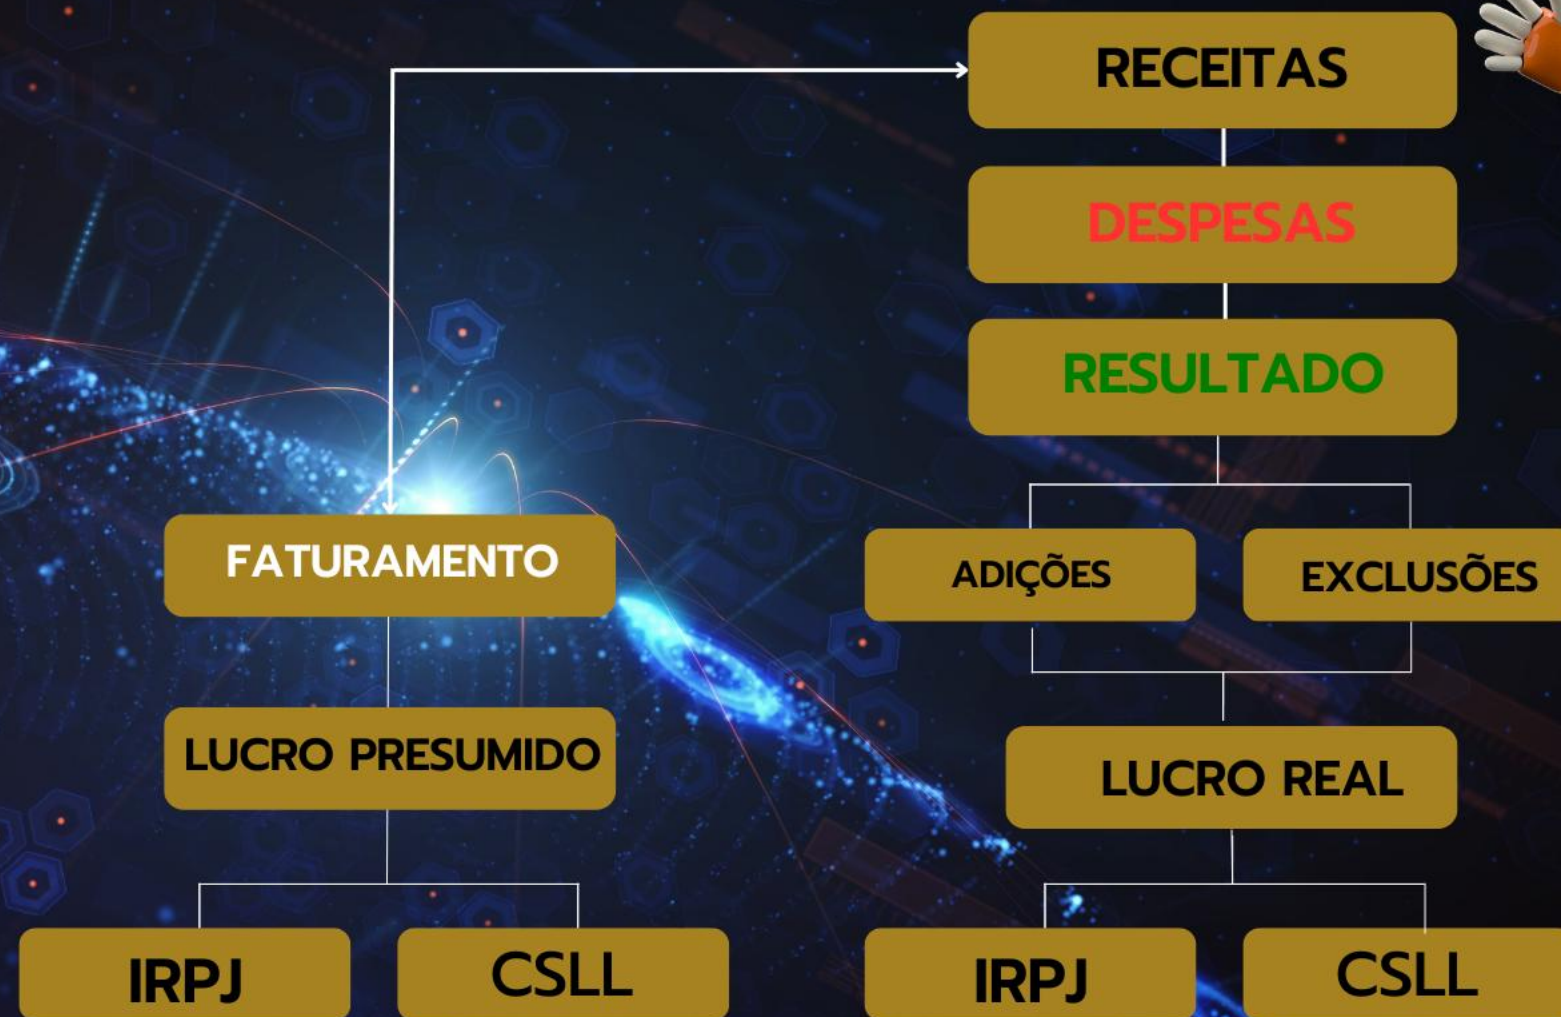 RECEITAS
DESPESAS
RESULTADO
FATURAMENTO
ADIÇÕES
EXCLUSÕES
LUCRO PRESUMIDO
LUCRO REAL
IRPJ
CSLL
IRPJ
CSLL